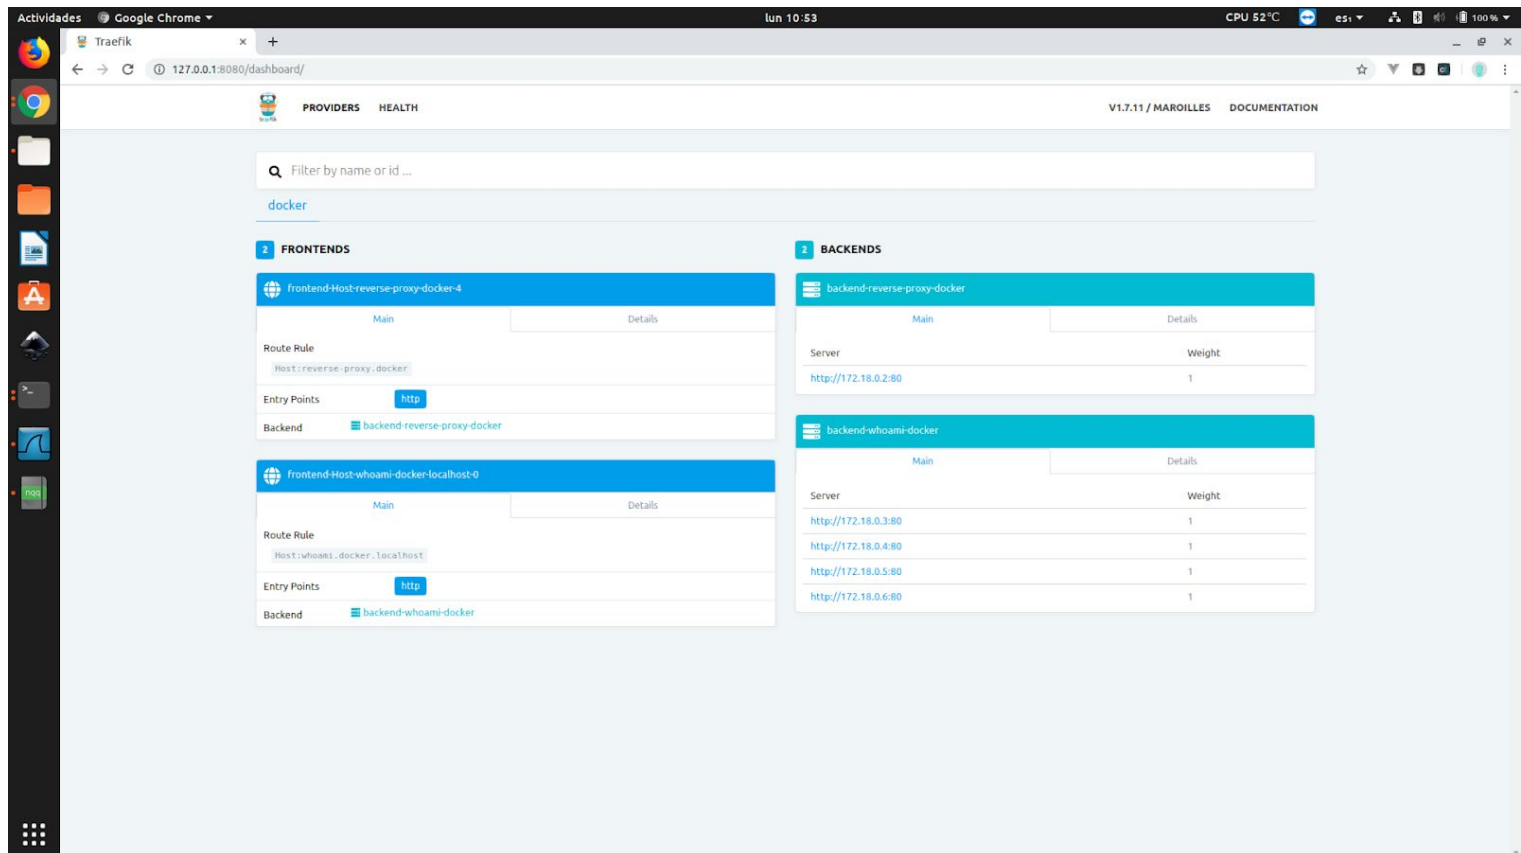 Actividades Google Chrome lun 10:53 CPU 52°C es₁ 100 %
Traefik
127.0.0.1:8080/dashboard/
traefik PROVIDERS HEALTH V1.7.11 / MAROILLES DOCUMENTATION
Filter by name or id ...
docker
2 FRONTENDS
frontend-Host-reverse-proxy-docker-4
Main Details
Route Rule
Host:reverse-proxy.docker
Entry Points http
Backend backend-reverse-proxy-docker
frontend-Host-whoami-docker-localhost-0
Main Details
Route Rule
Host:whoami.docker.localhost
Entry Points http
Backend backend-whoami-docker
2 BACKENDS
backend-reverse-proxy-docker
Main Details
Server Weight
http://172.18.0.2:80 1
backend-whoami-docker
Main Details
Server Weight
http://172.18.0.3:80 1
http://172.18.0.4:80 1
http://172.18.0.5:80 1
http://172.18.0.6:80 1
nqq